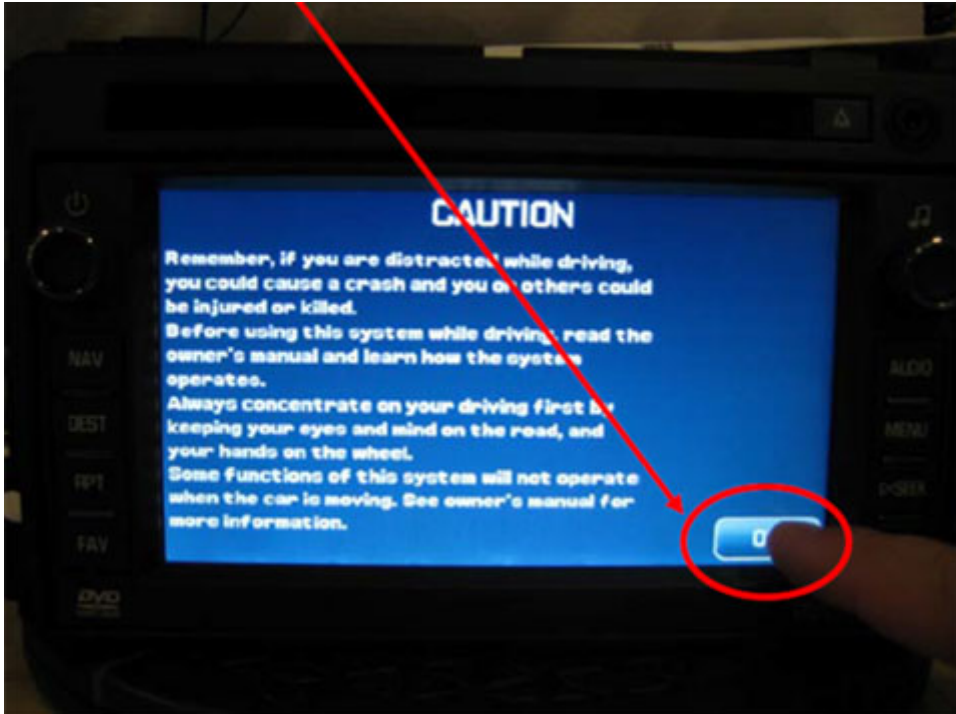 CAUTION
Remember, if you are distracted while driving,
you could cause a crash and you or others could
be injured or killed.
Before using this system while driving, read the
owner's manual and learn how the system
operates.
Always concentrate on your driving first by
keeping your eyes and mind on the road, and
your hands on the wheel.
Some functions of this system will not operate
when the car is moving. See owner's manual for
more information.
NAV
DEST
RPT
FAV
DVD
AUDIO
MENU
SEEK